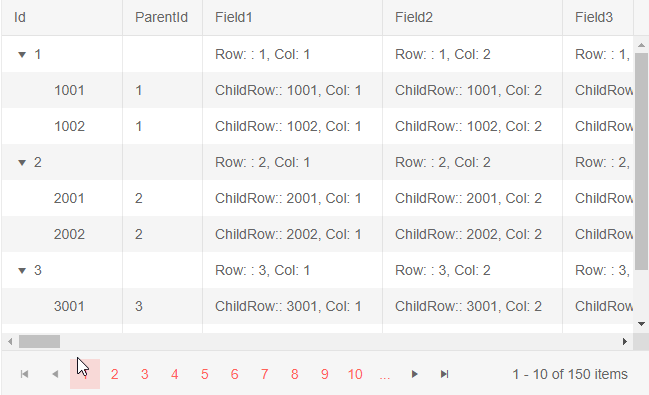 Id ParentId Field1 Field2 Field3
1 Row: : 1, Col: 1 Row: : 1, Col: 2 Row: : 1,
1001 1 ChildRow:: 1001, Col: 1 ChildRow:: 1001, Col: 2 ChildRow
1002 1 ChildRow:: 1002, Col: 1 ChildRow:: 1002, Col: 2 ChildRow
2 Row: : 2, Col: 1 Row: : 2, Col: 2 Row: : 2,
2001 2 ChildRow:: 2001, Col: 1 ChildRow:: 2001, Col: 2 ChildRow
2002 2 ChildRow:: 2002, Col: 1 ChildRow:: 2002, Col: 2 ChildRow
3 Row: : 3, Col: 1 Row: : 3, Col: 2 Row: : 3,
3001 3 ChildRow:: 3001, Col: 1 ChildRow:: 3001, Col: 2 ChildRow
2 3 4 5 6 7 8 9 10 ... 1 - 10 of 150 items